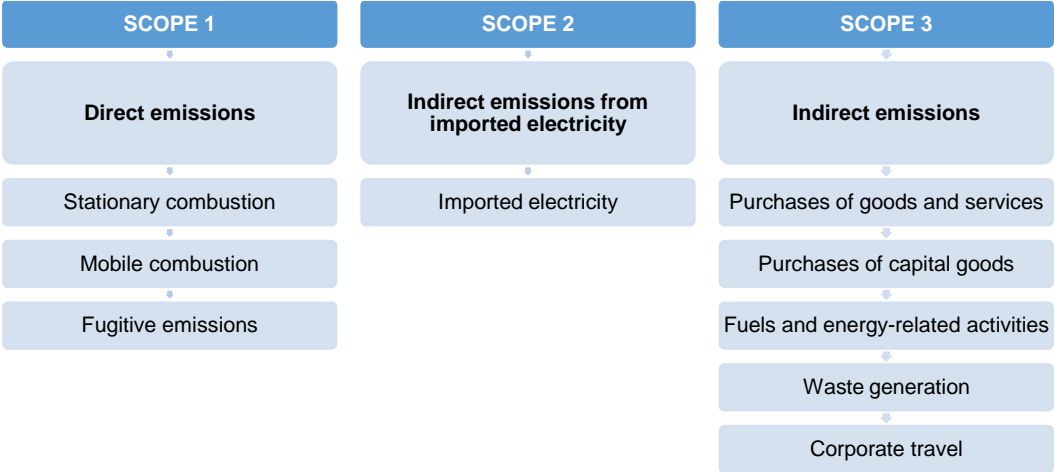 SCOPE 1
Direct emissions
Stationary combustion
Mobile combustion
Fugitive emissions
SCOPE 2
Indirect emissions from
imported electricity
Imported electricity
SCOPE 3
Indirect emissions
Purchases of goods and services
Purchases of capital goods
Fuels and energy-related activities
Waste generation
Corporate travel